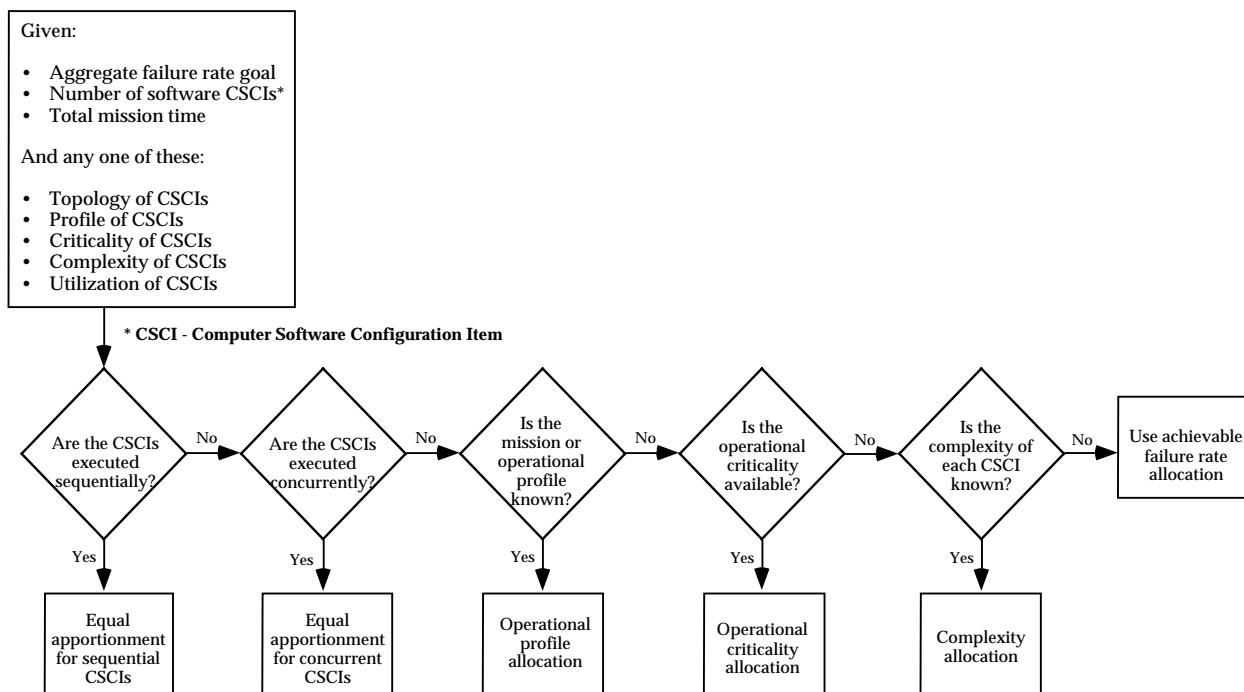 Given:
• Aggregate failure rate goal
• Number of software CSCIs*
• Total mission time
And any one of these:
• Topology of CSCIs
• Profile of CSCIs
• Criticality of CSCIs
• Complexity of CSCIs
• Utilization of CSCIs
* CSCI - Computer Software Configuration Item
Are the CSCIs
executed
sequentially?
No
Are the CSCIs
executed
concurrently?
No
Is the
mission or
operational
profile
known?
No
Is the
operational
criticality
available?
No
Is the
complexity of
each CSCI
known?
No
Use achievable
failure rate
allocation
Yes
Yes
Yes
Yes
Yes
Equal
apportionment
for sequential
CSCIs
Equal
apportionment
for concurrent
CSCIs
Operational
profile
allocation
Operational
criticality
allocation
Complexity
allocation